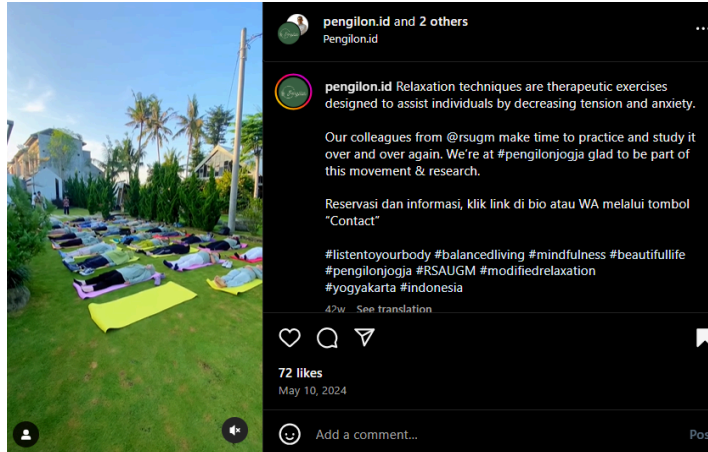 pengilon.id and 2 others
Pengilon.id
pengilon.id Relaxation techniques are therapeutic exercises
designed to assist individuals by decreasing tension and anxiety.
Our colleagues from @rsugm make time to practice and study it
over and over again. We're at #pengilonjogja glad to be part of
this movement & research.
Reservasi dan informasi, klik link di bio atau WA melalui tombol
"Contact"
#listentoyourbody #balancedliving #mindfulness #beautifullife
#pengilonjogja #RSAUGM #modifiedrelaxation
#yogyakarta #indonesia
42w See translation
72 likes
May 10, 2024
Add a comment...
Pos